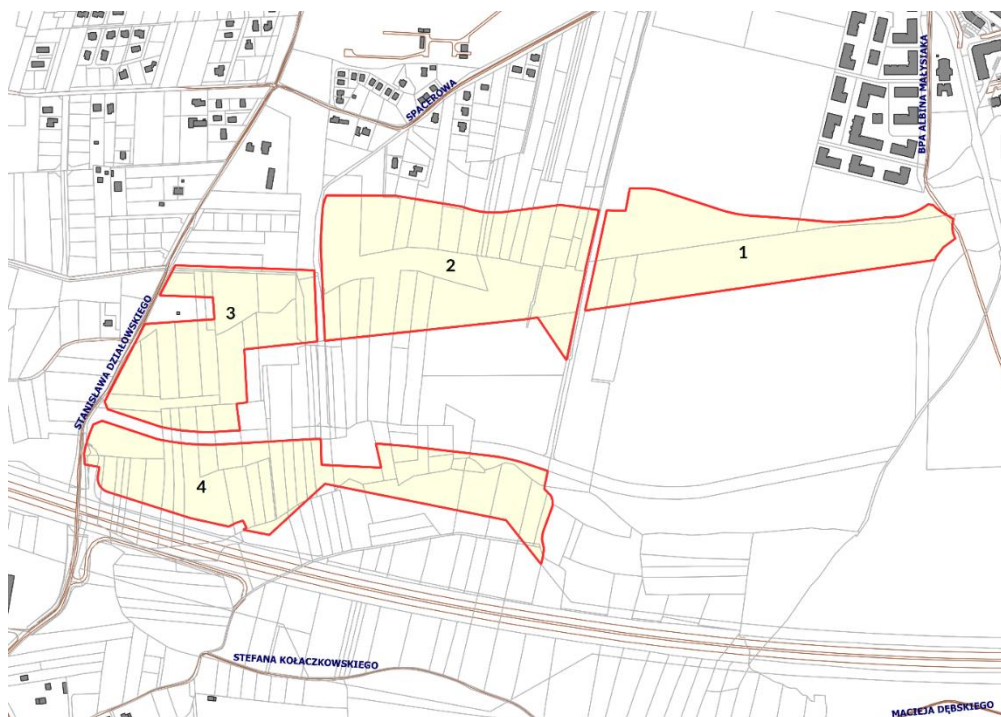 SPACEROWA
BPA ALBINA MAŁYSIAKA
1
2
3
STANISŁAWA DZIAŁOWSKIEGO
4
STEFANA KOŁACZKOWSKIEGO
MACIEJA DĘBSKIEGO